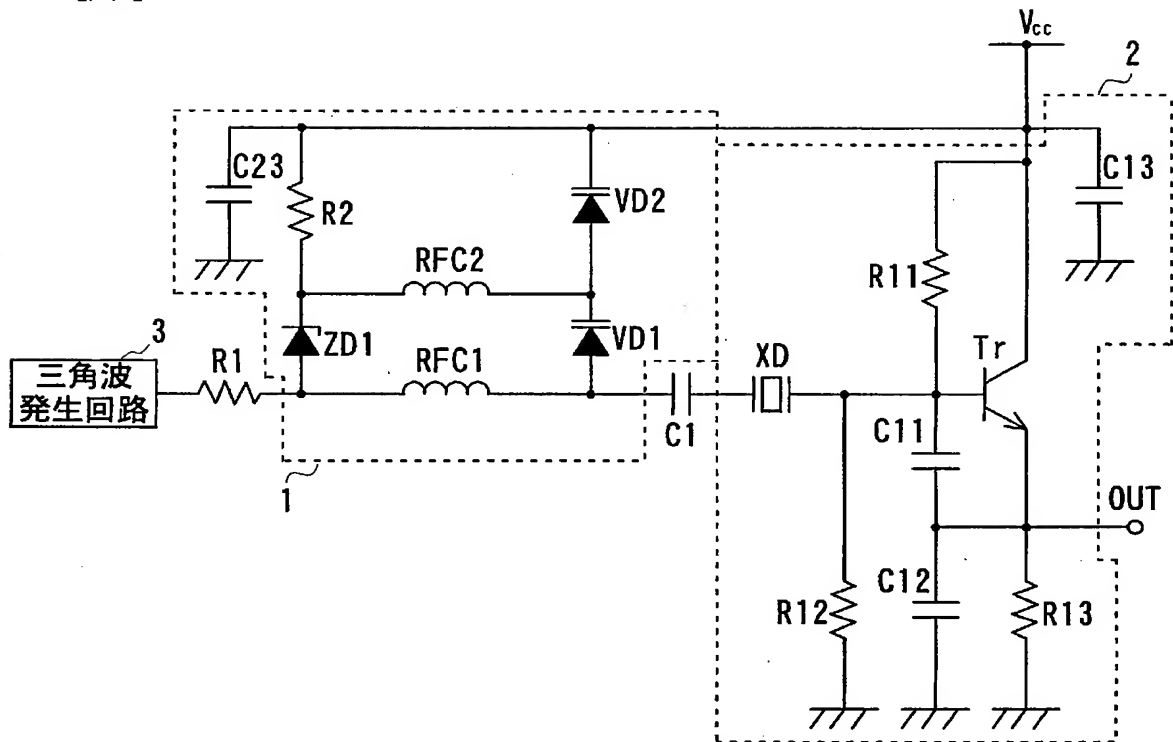 Vcc
2
C23
C13
R2
VD2
RFC2
R11
3
ZD1
VD1
Tr
三角波
発生回路
R1
RFC1
XD
C1
C11
1
OUT
C12
R12
R13